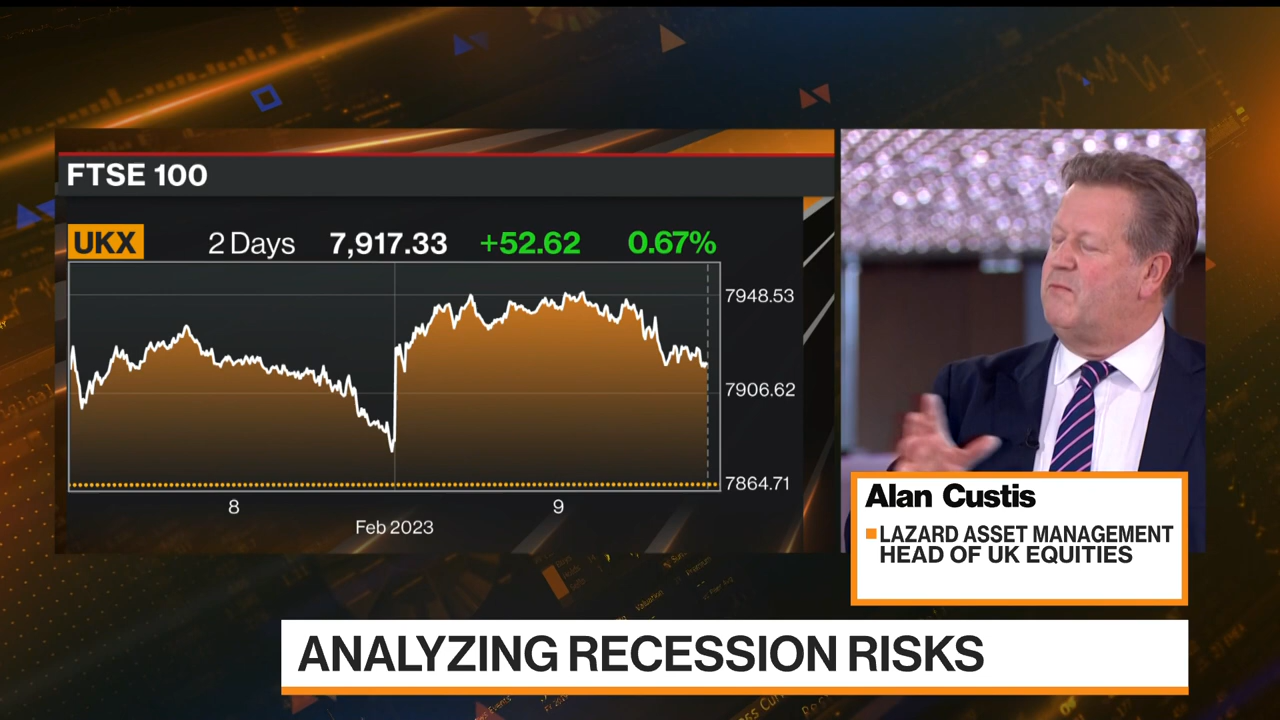 FTSE 100
UKX 2 Days 7,917.33 +52.62 0.67%
7948.53
7906.62
7864.71
8 9
Feb 2023
Alan Custis
LAZARD ASSET MANAGEMENT
HEAD OF UK EQUITIES
ANALYZING RECESSION RISKS